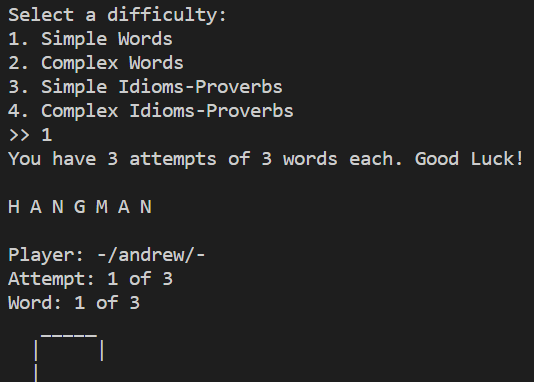 Select a difficulty:
1. Simple Words
2. Complex Words
3. Simple Idioms-Proverbs
4. Complex Idioms-Proverbs
>> 1
You have 3 attempts of 3 words each. Good Luck!
H A N G M A N
Player: -/andrew/-
Attempt: 1 of 3
Word: 1 of 3